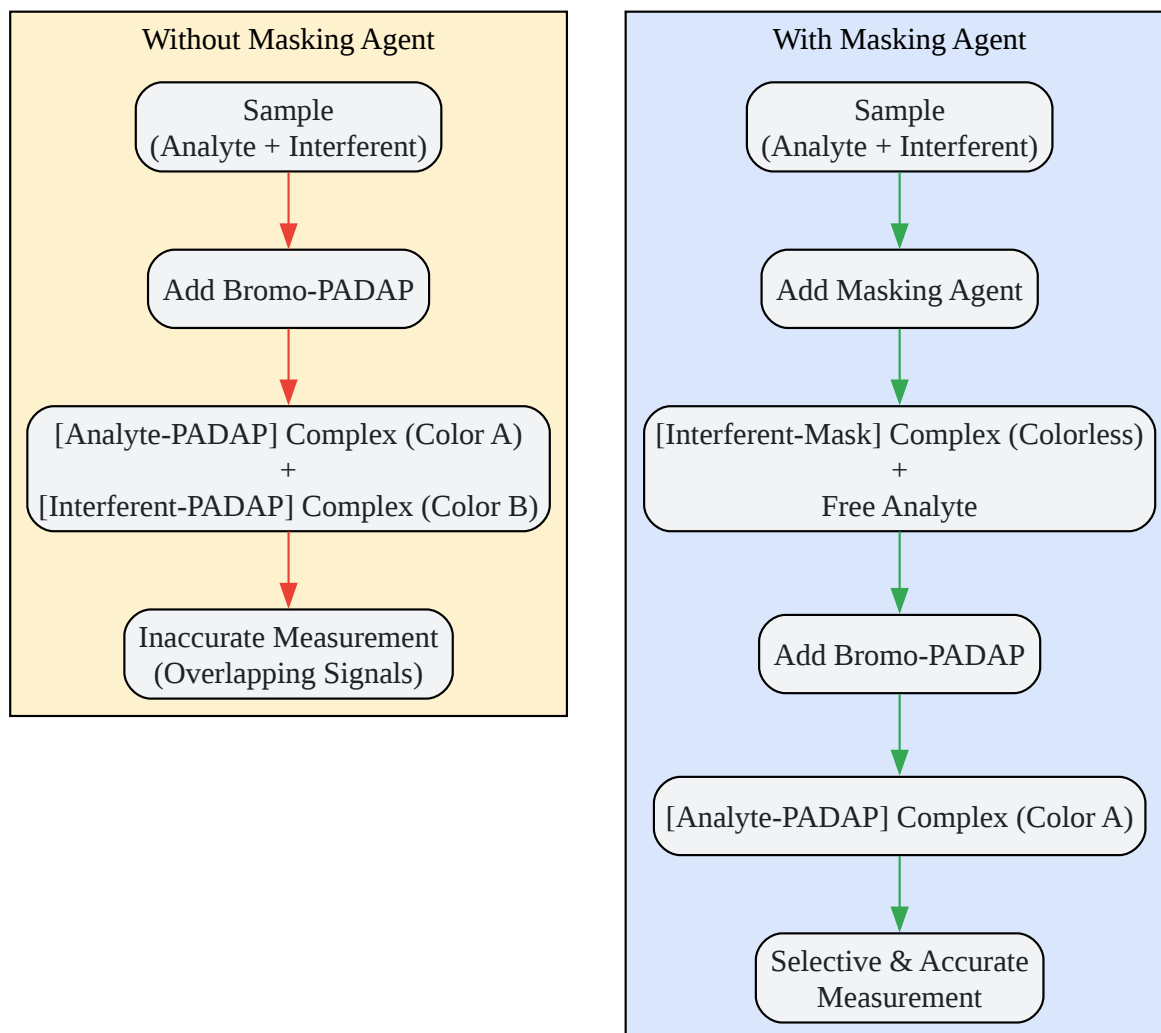 Without Masking Agent
Sample
(Analyte + Interferent)
Add Bromo-PADAP
[Analyte-PADAP] Complex (Color A)
+
[Interferent-PADAP] Complex (Color B)
Inaccurate Measurement
(Overlapping Signals)
With Masking Agent
Sample
(Analyte + Interferent)
Add Masking Agent
[Interferent-Mask] Complex (Colorless)
+
Free Analyte
Add Bromo-PADAP
[Analyte-PADAP] Complex (Color A)
Selective & Accurate
Measurement